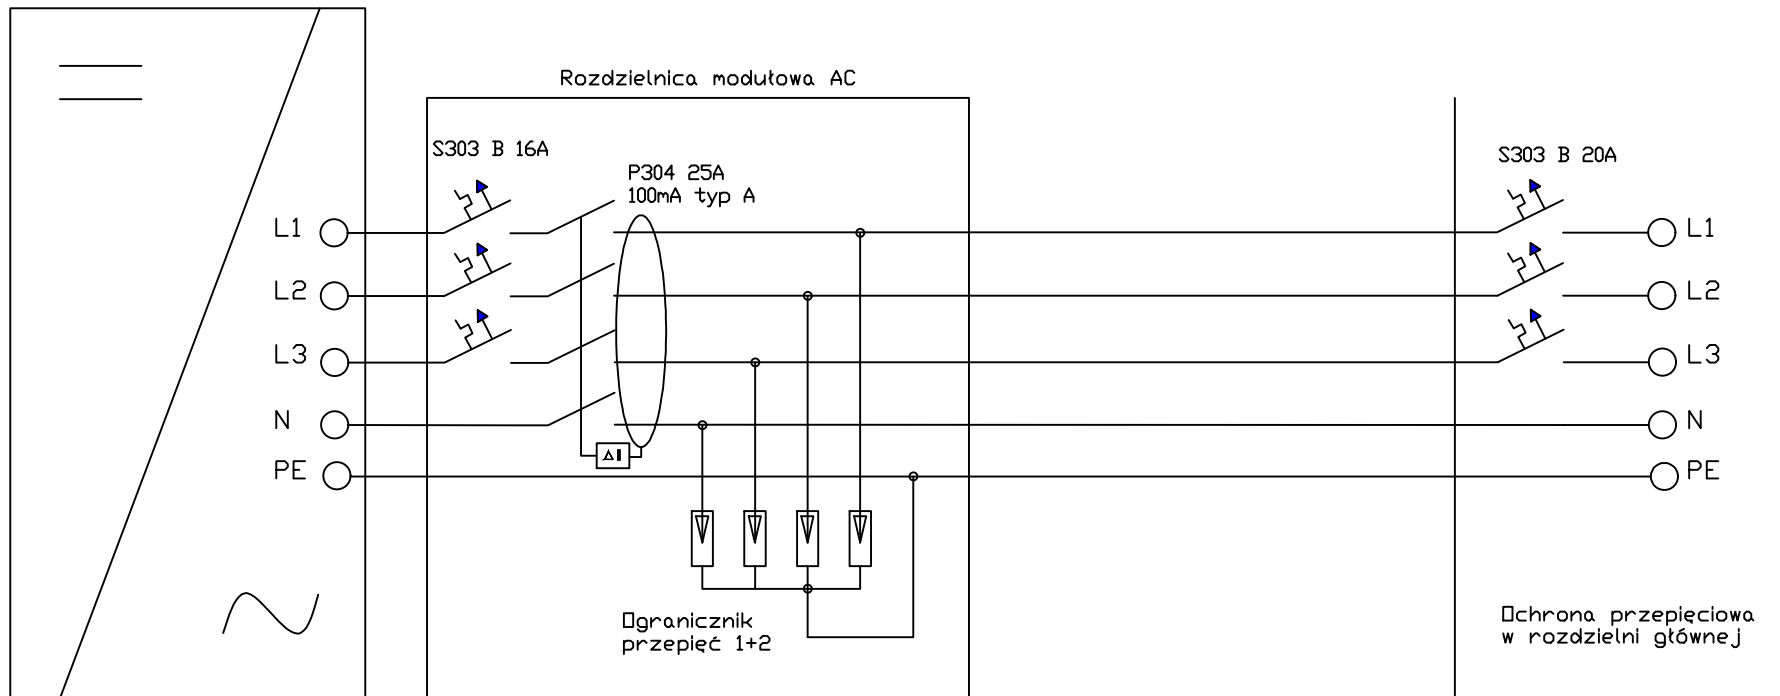 Rozdzielnica modułowa AC
S303 B 16A
P304 25A
100mA typ A
S303 B 20A
L1
L2
L3
N
PE
ΔI
L1
L2
L3
N
PE
Ogranicznik
przepięć 1+2
Ochrona przepięciowa
w rozdzielni głównej